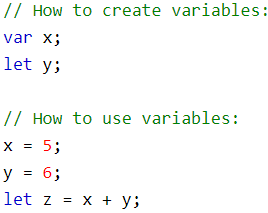 // How to create variables:
var x;
let y;
// How to use variables:
x = 5;
y = 6;
let z = x + y;